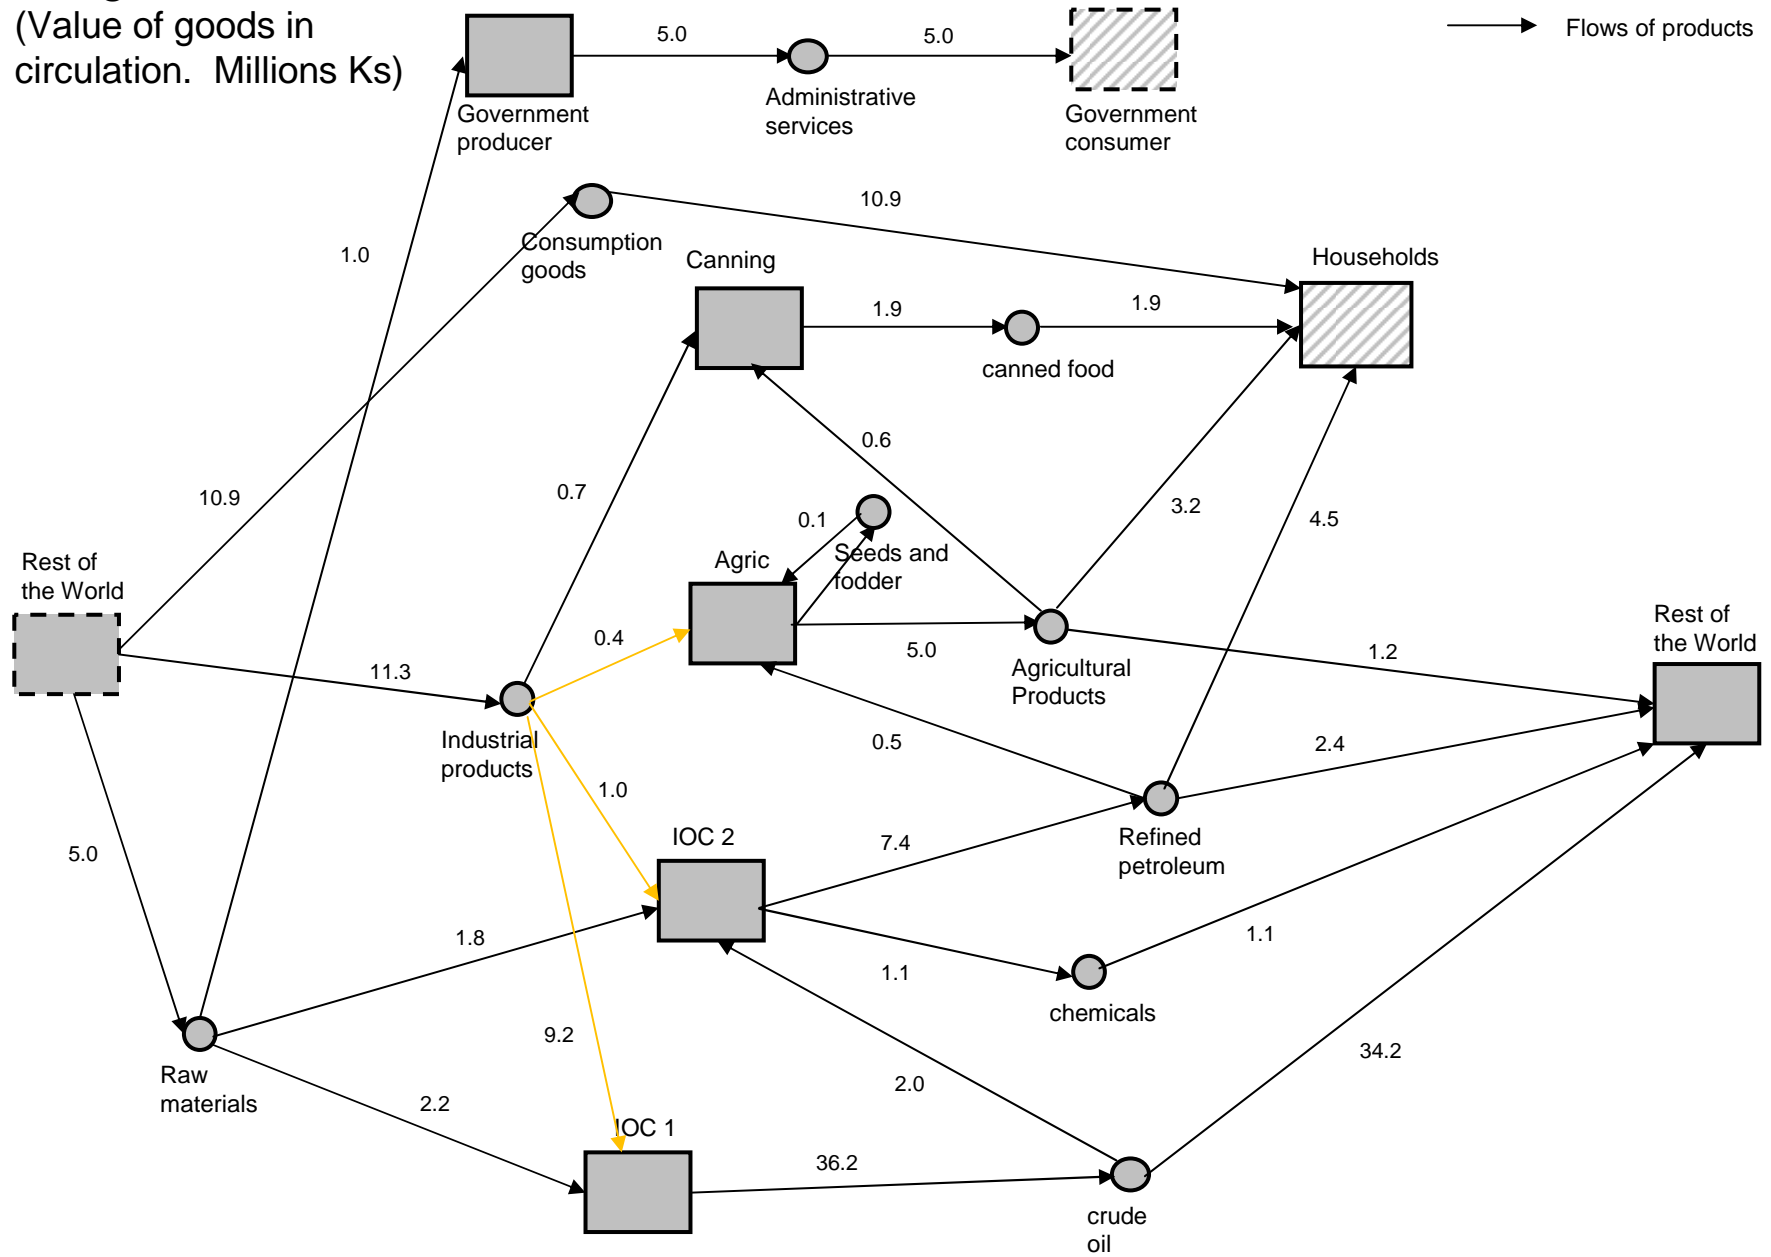 (Value of goods in
circulation. Millions Ks)
5.0
5.0
Flows of products
Government
producer
Administrative
services
Government
consumer
10.9
1.0
Consumption
goods
Canning
Households
1.9
1.9
canned food
0.6
0.7
10.9
0.1
3.2
4.5
Seeds and
fodder
Agric
Rest of
the World
0.4
5.0
Agricultural
Products
1.2
Rest of
the World
11.3
Industrial
products
0.5
2.4
1.0
5.0
IOC 2
7.4
Refined
petroleum
1.8
1.1
1.1
chemicals
9.2
34.2
Raw
materials
2.0
2.2
IOC 1
36.2
crude
oil